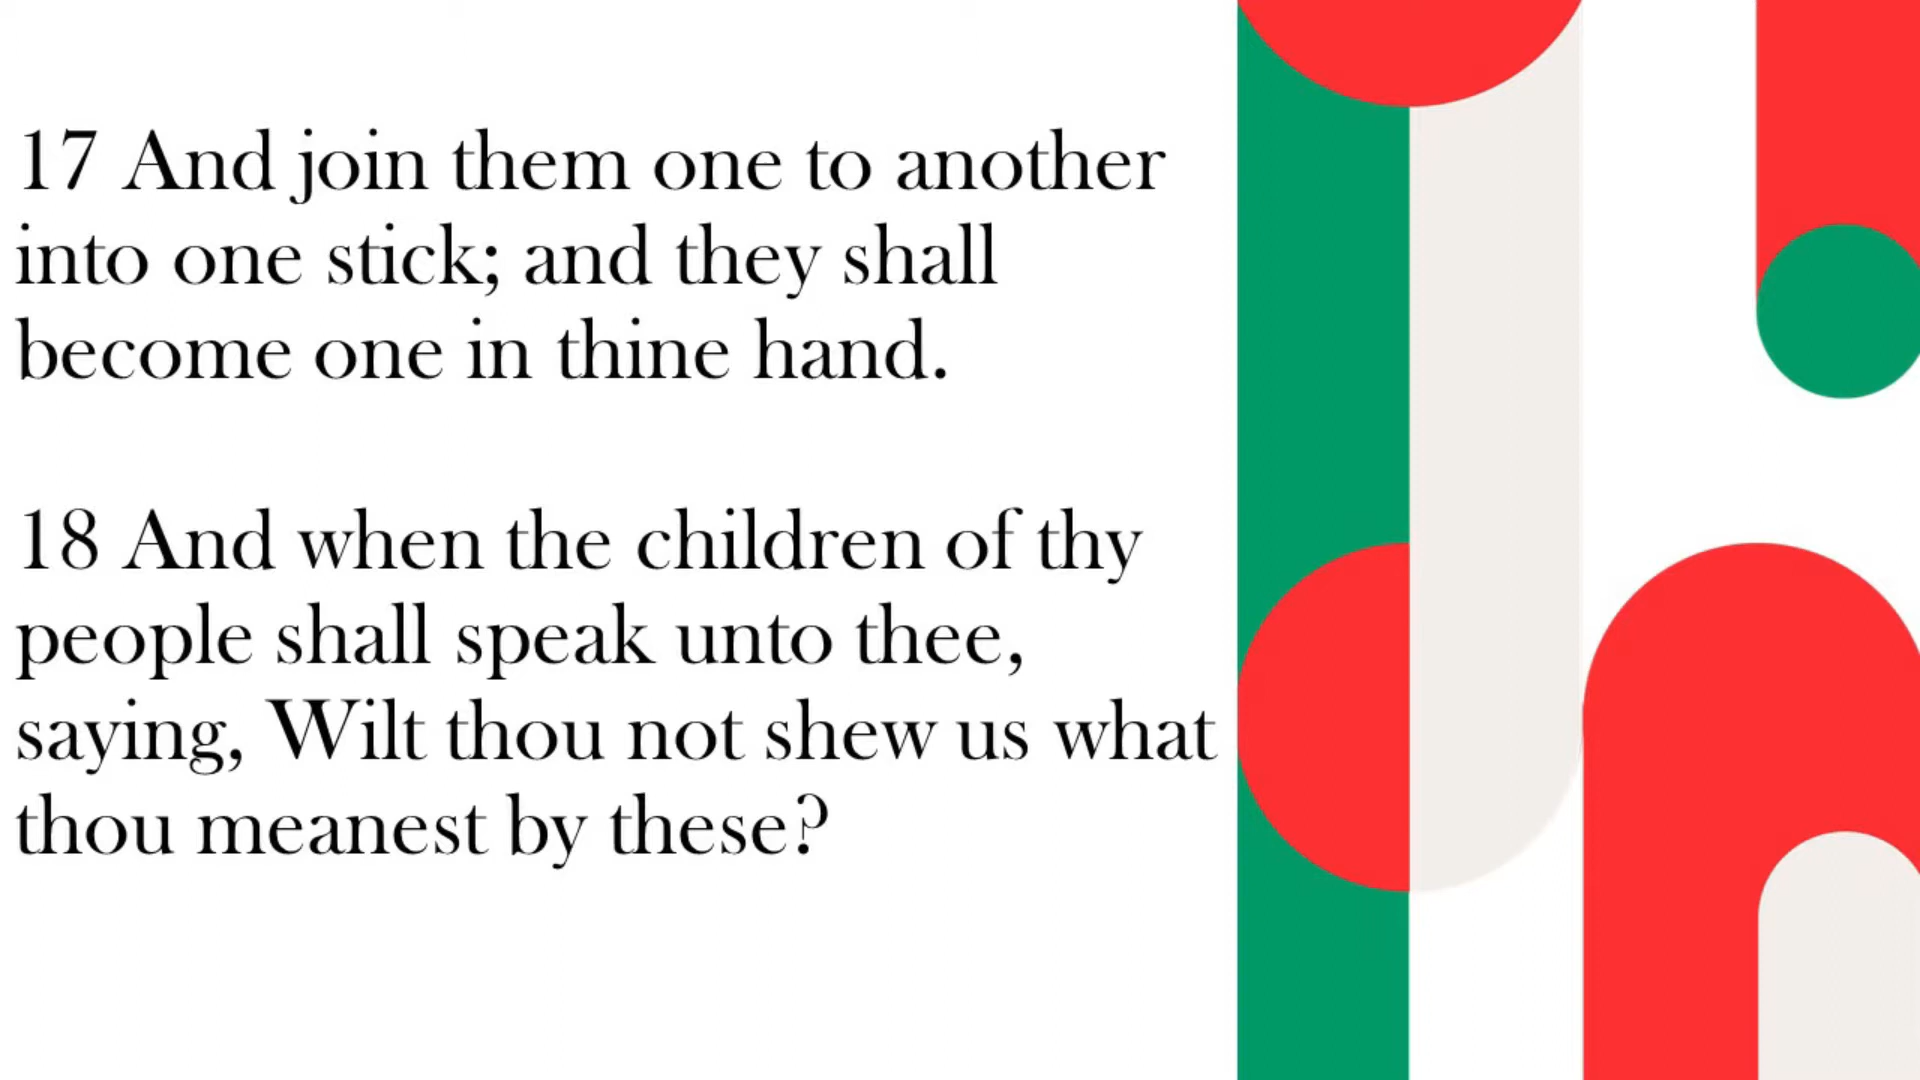 17 And join them one to another
into one stick; and they shall
become one in thine hand.
18 And when the children of thy
people shall speak unto thee,
saying, Wilt thou not shew us what
thou meanest by these?